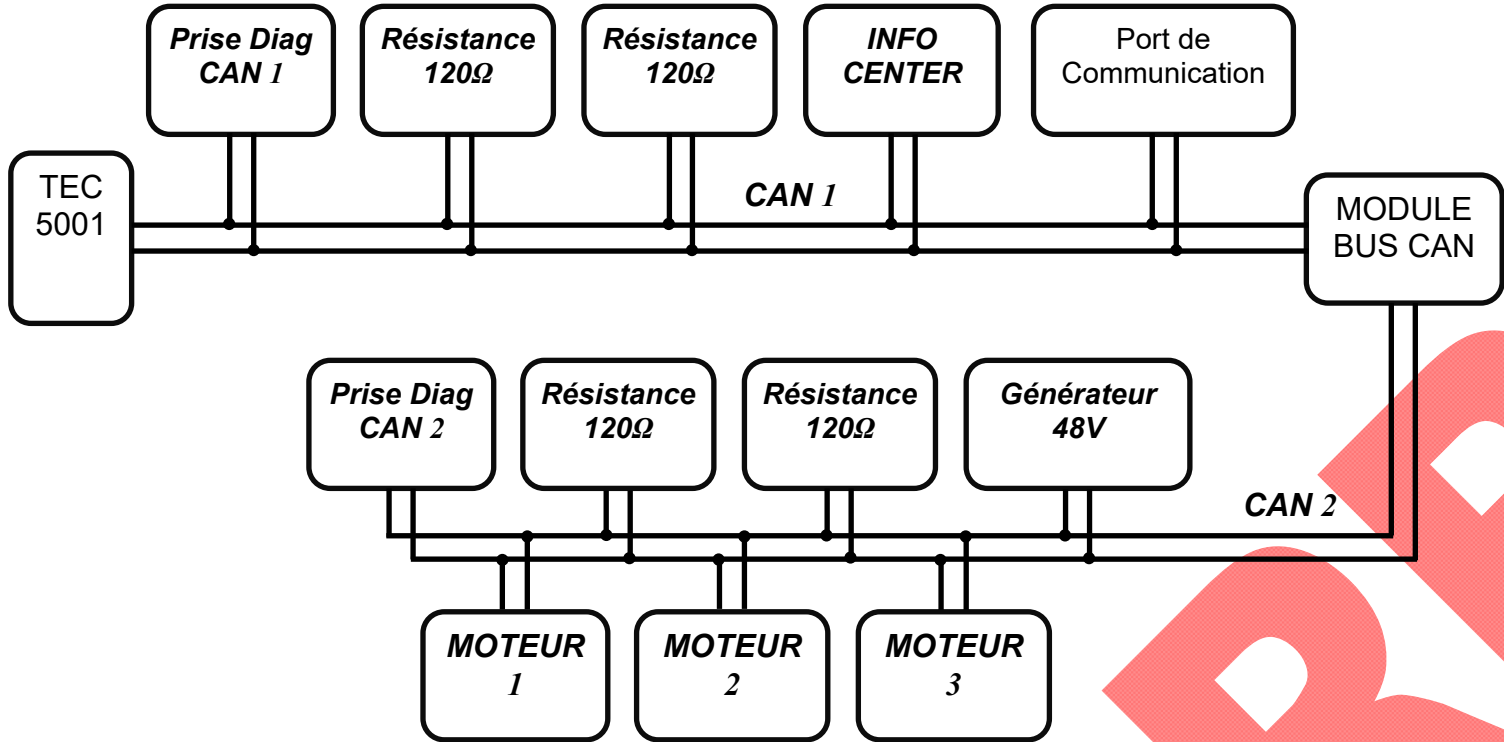 Prise Diag
CAN 1
Résistance
120Ω
Résistance
120Ω
INFO
CENTER
Port de
Communication
TEC
5001
CAN 1
MODULE
BUS CAN
Prise Diag
CAN 2
Résistance
120Ω
Résistance
120Ω
Générateur
48V
CAN 2
MOTEUR
1
MOTEUR
2
MOTEUR
3